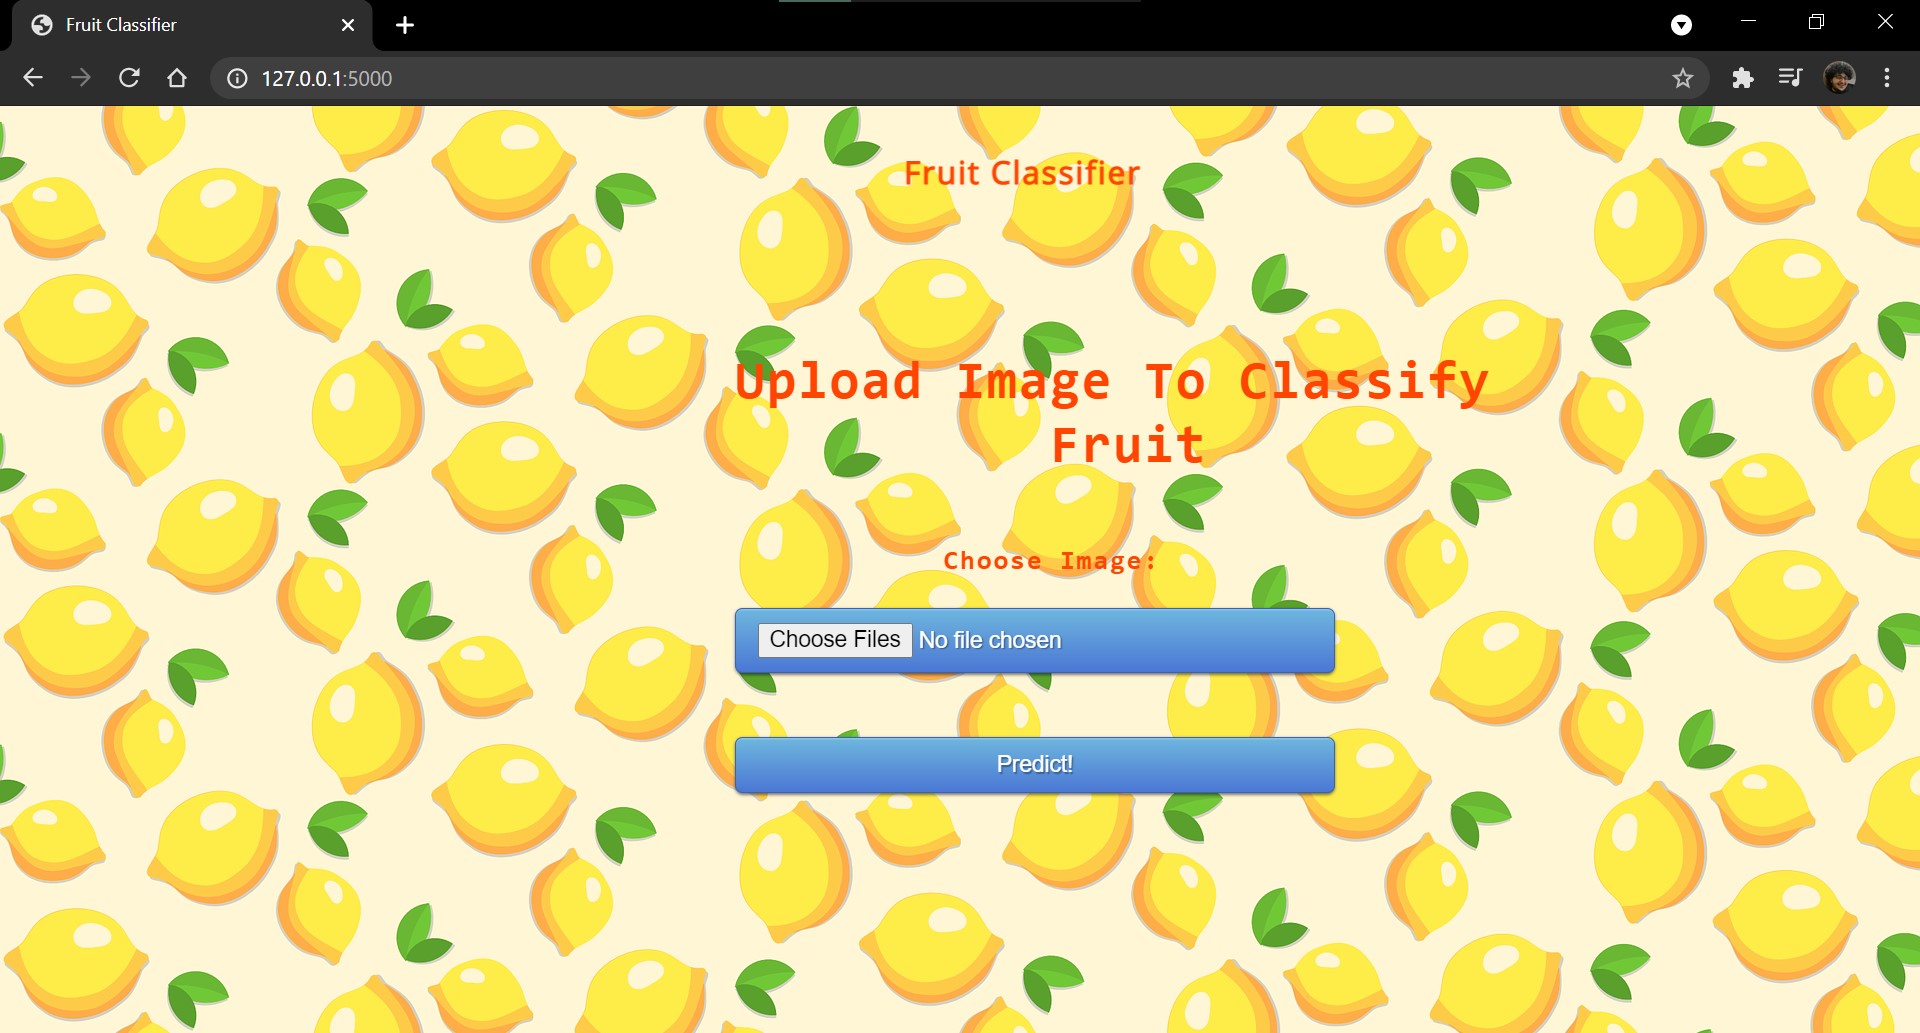 Fruit Classifier
127.0.0.1:5000
Fruit Classifier
Upload Image To Classify
Fruit
Choose Image:
Choose Files No file chosen
Predict!